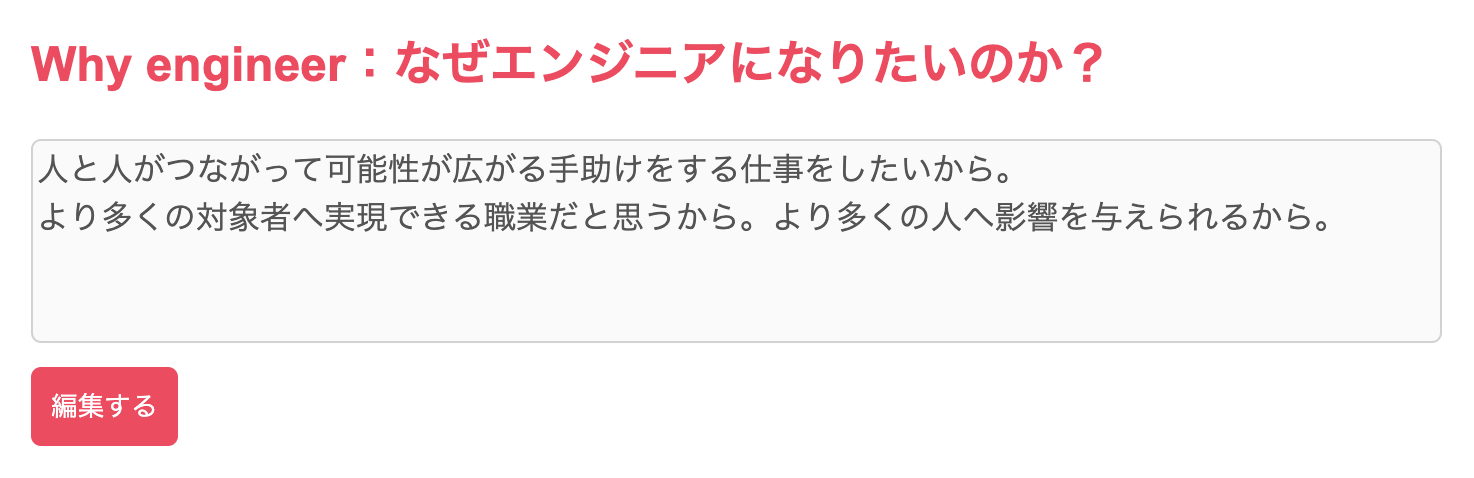 Why engineer：なぜエンジニアになりたいのか？
人と人がつながって可能性が広がる手助けをする仕事をしたいから。
より多くの対象者へ実現できる職業だと思うから。より多くの人へ影響を与えられるから。
編集する